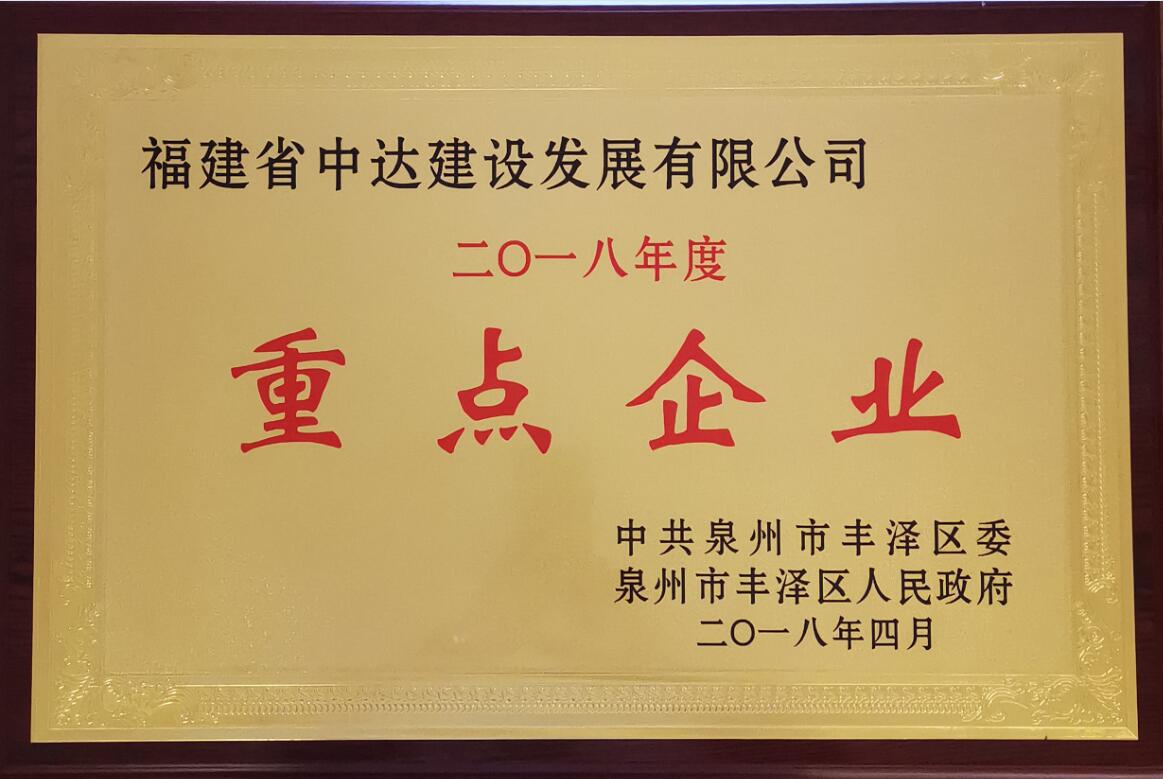 福建省中达建设发展有限公司
二〇一八年度
重点企业
中共泉州市丰泽区委
泉州市丰泽区人民政府
二〇一八年四月